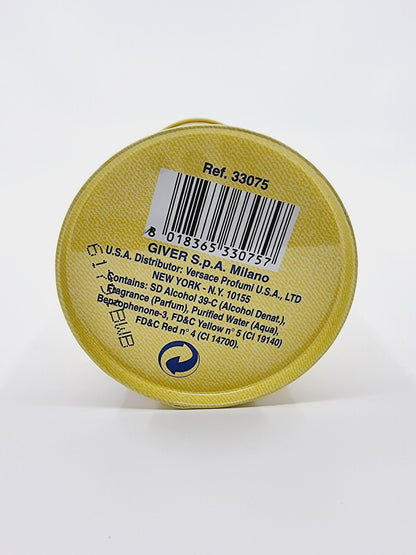 Ref. 33075
8 018365 330757
GIVER S.p.A. Milano
U.S.A. Distributor: Versace Profumi U.S.A., LTD
NEW YORK - N.Y. 10155
Contains: SD Alcohol 39-C (Alcohol Denat.),
Fragrance (Parfum), Purified Water (Aqua),
Benzophenone-3, FD&C Yellow n° 5 (CI 19140)
FD&C Red n° 4 (CI 14700).